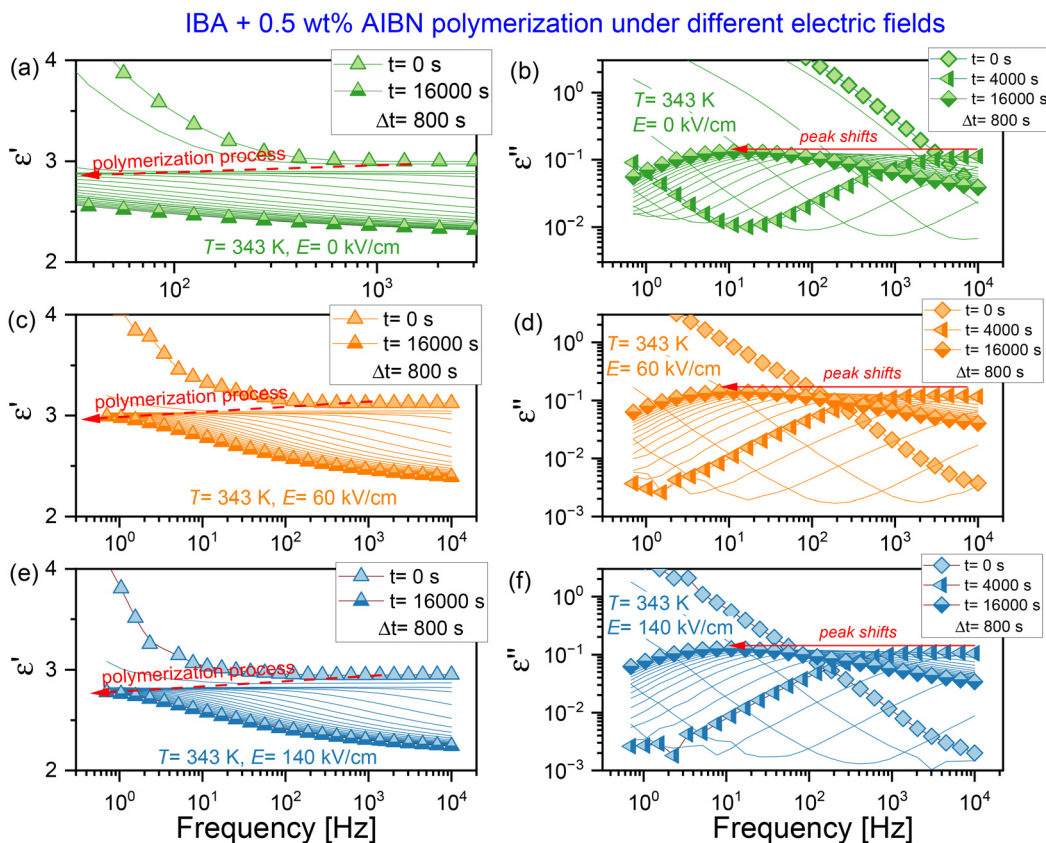 IBA + 0.5 wt% AIBN polymerization under different electric fields
(a)
4
3
2
ε'
10²
10³
t= 0 s
t= 16000 s
Δt= 800 s
polymerization process
T= 343 K, E= 0 kV/cm
(b)
10⁰
10⁻¹
10⁻²
ε"
10⁰
10¹
10²
10³
10⁴
t= 0 s
t= 4000 s
t= 16000 s
Δt= 800 s
T= 343 K
E= 0 kV/cm
peak shifts
(c)
4
3
2
ε'
10⁰
10¹
10²
10³
10⁴
t= 0 s
t= 16000 s
Δt= 800 s
polymerization process
T= 343 K, E= 60 kV/cm
(d)
10⁰
10⁻¹
10⁻²
10⁻³
ε"
10⁰
10¹
10²
10³
10⁴
t= 0 s
t= 4000 s
t= 16000 s
Δt= 800 s
T= 343 K
E= 60 kV/cm
peak shifts
(e)
4
3
2
ε'
10⁰
10¹
10²
10³
10⁴
t= 0 s
t= 16000 s
Δt= 800 s
polymerization process
T= 343 K, E= 140 kV/cm
Frequency [Hz]
(f)
10⁰
10⁻¹
10⁻²
10⁻³
ε"
10⁰
10¹
10²
10³
10⁴
t= 0 s
t= 4000 s
t= 16000 s
Δt= 800 s
T= 343 K
E= 140 kV/cm
peak shifts
Frequency [Hz]